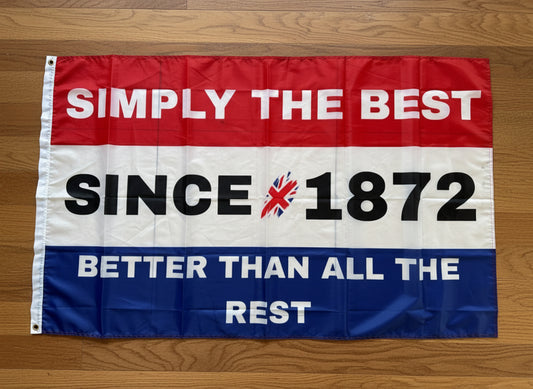 SIMPLY THE BEST
SINCE 1872
BETTER THAN ALL THE
REST